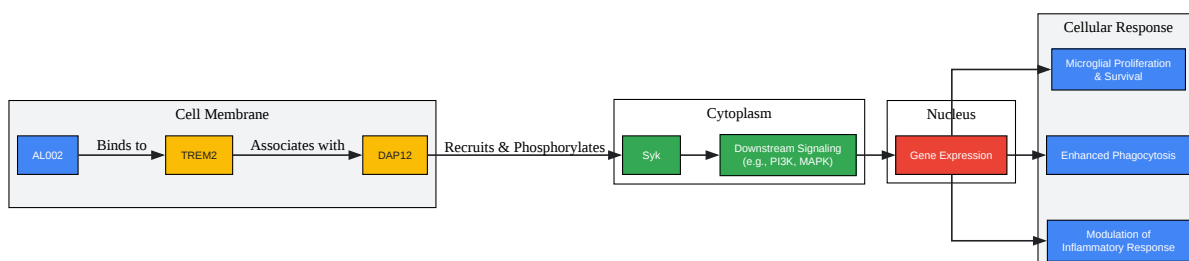 Cell Membrane
AL002
Binds to
TREM2
Associates with
DAP12
Recruits & Phosphorylates
Cytoplasm
Syk
Downstream Signaling
(e.g., PI3K, MAPK)
Nucleus
Gene Expression
Cellular Response
Microglial Proliferation
& Survival
Enhanced Phagocytosis
Modulation of
Inflammatory Response